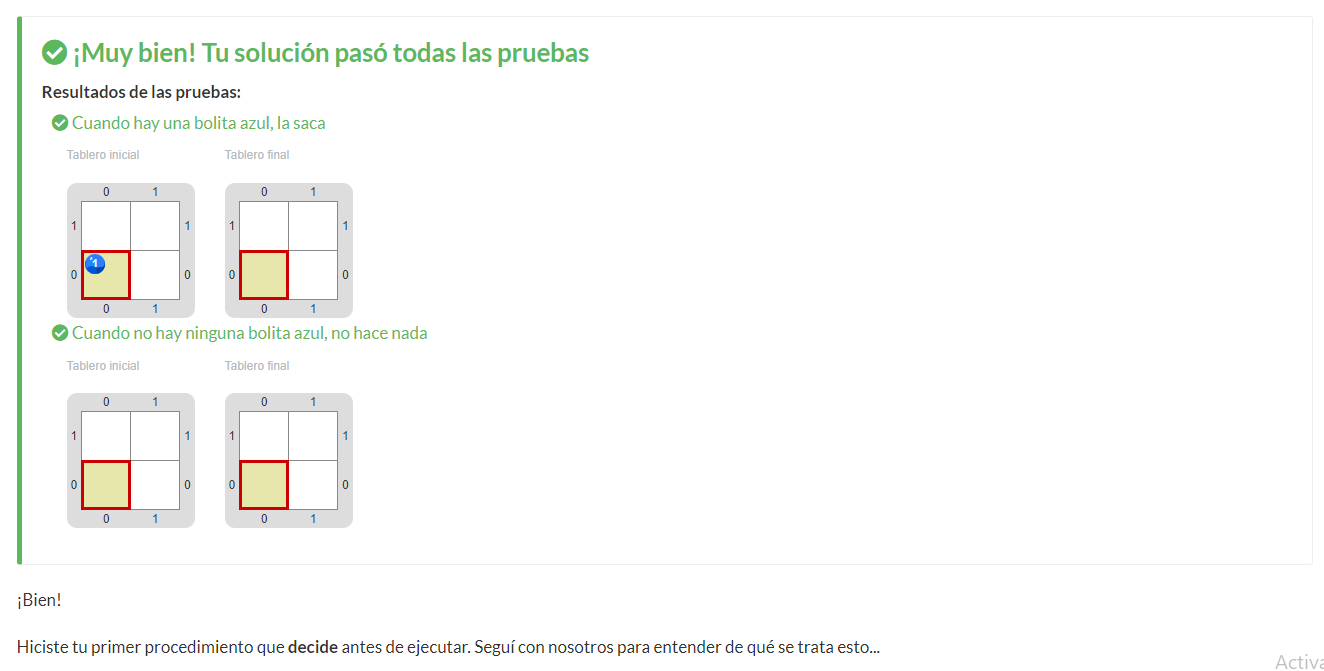 ¡Muy bien! Tu solución pasó todas las pruebas
Resultados de las pruebas:
Cuando hay una bolita azul, la saca
Tablero inicial Tablero final
0 1 0 1
1 1 1 1
1
0 0 0 0
0 1 0 1
Cuando no hay ninguna bolita azul, no hace nada
Tablero inicial Tablero final
0 1 0 1
1 1 1 1
0 0 0 0
0 1 0 1
¡Bien!
Hiciste tu primer procedimiento que decide antes de ejecutar. Seguí con nosotros para entender de qué se trata esto...